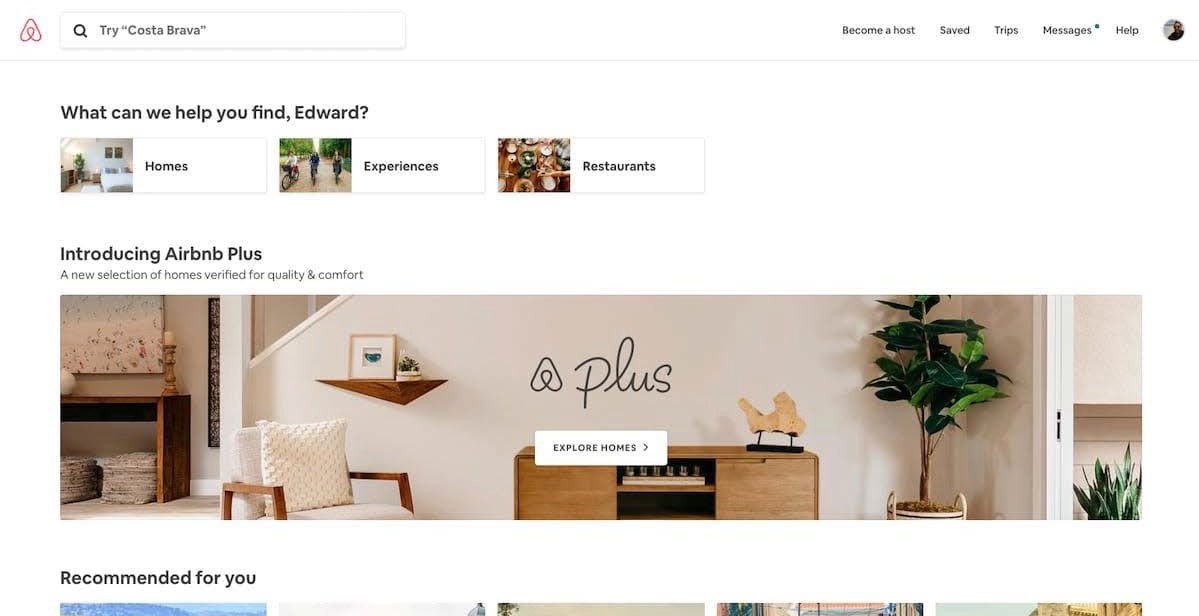 Try “Costa Brava”
Become a host
Saved
Trips
Messages
Help
What can we help you find, Edward?
Homes
Experiences
Restaurants
Introducing Airbnb Plus
A new selection of homes verified for quality & comfort
plus
EXPLORE HOMES
Recommended for you